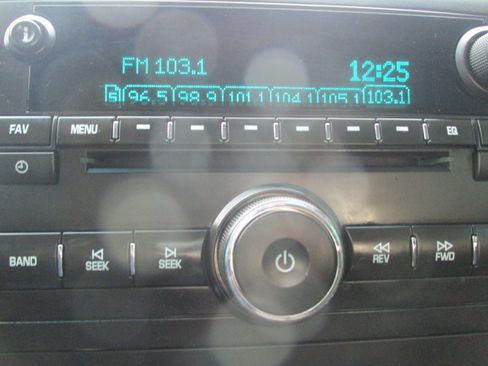 FM 103.1 12:25
5 96.5 98.9 101.1 104.1 105.1 103.1
FAV MENU EQ
BAND SEEK SEEK REV FWD